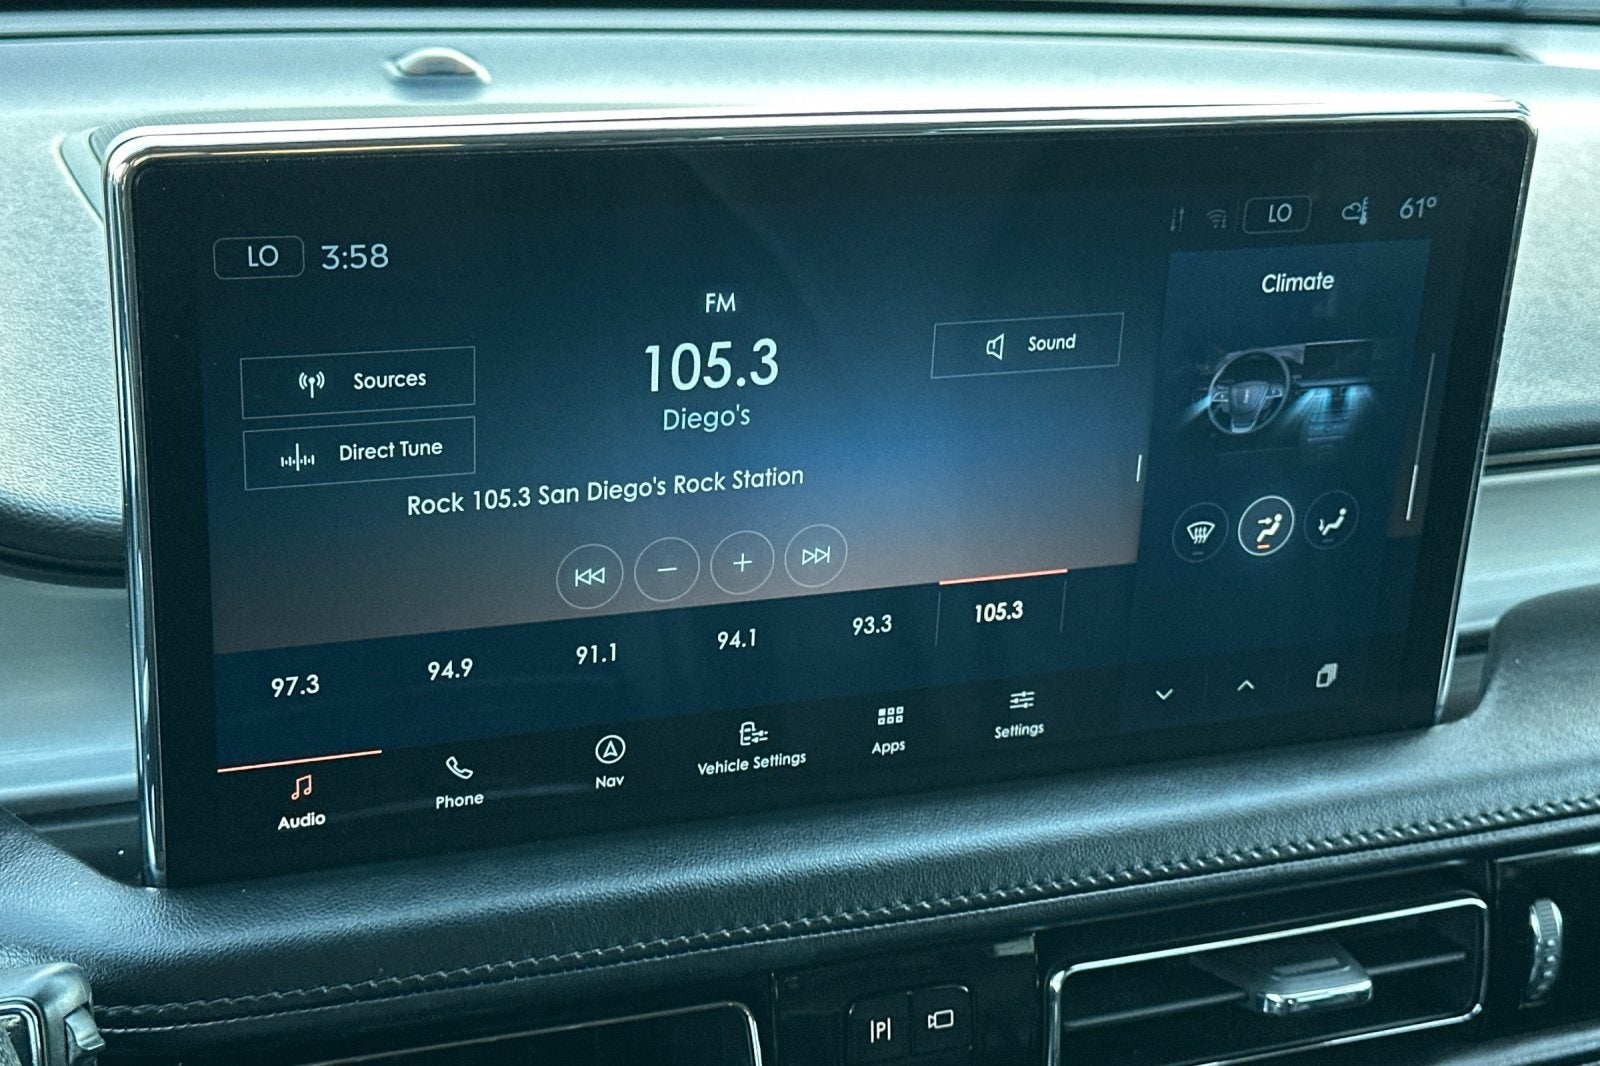 LO 3:58
LO 61°
FM
105.3
Diego's
Sources
Direct Tune
Sound
Climate
Rock 105.3 San Diego's Rock Station
97.3 94.9 91.1 94.1 93.3 105.3
Audio Phone Nav Vehicle Settings Apps Settings
P